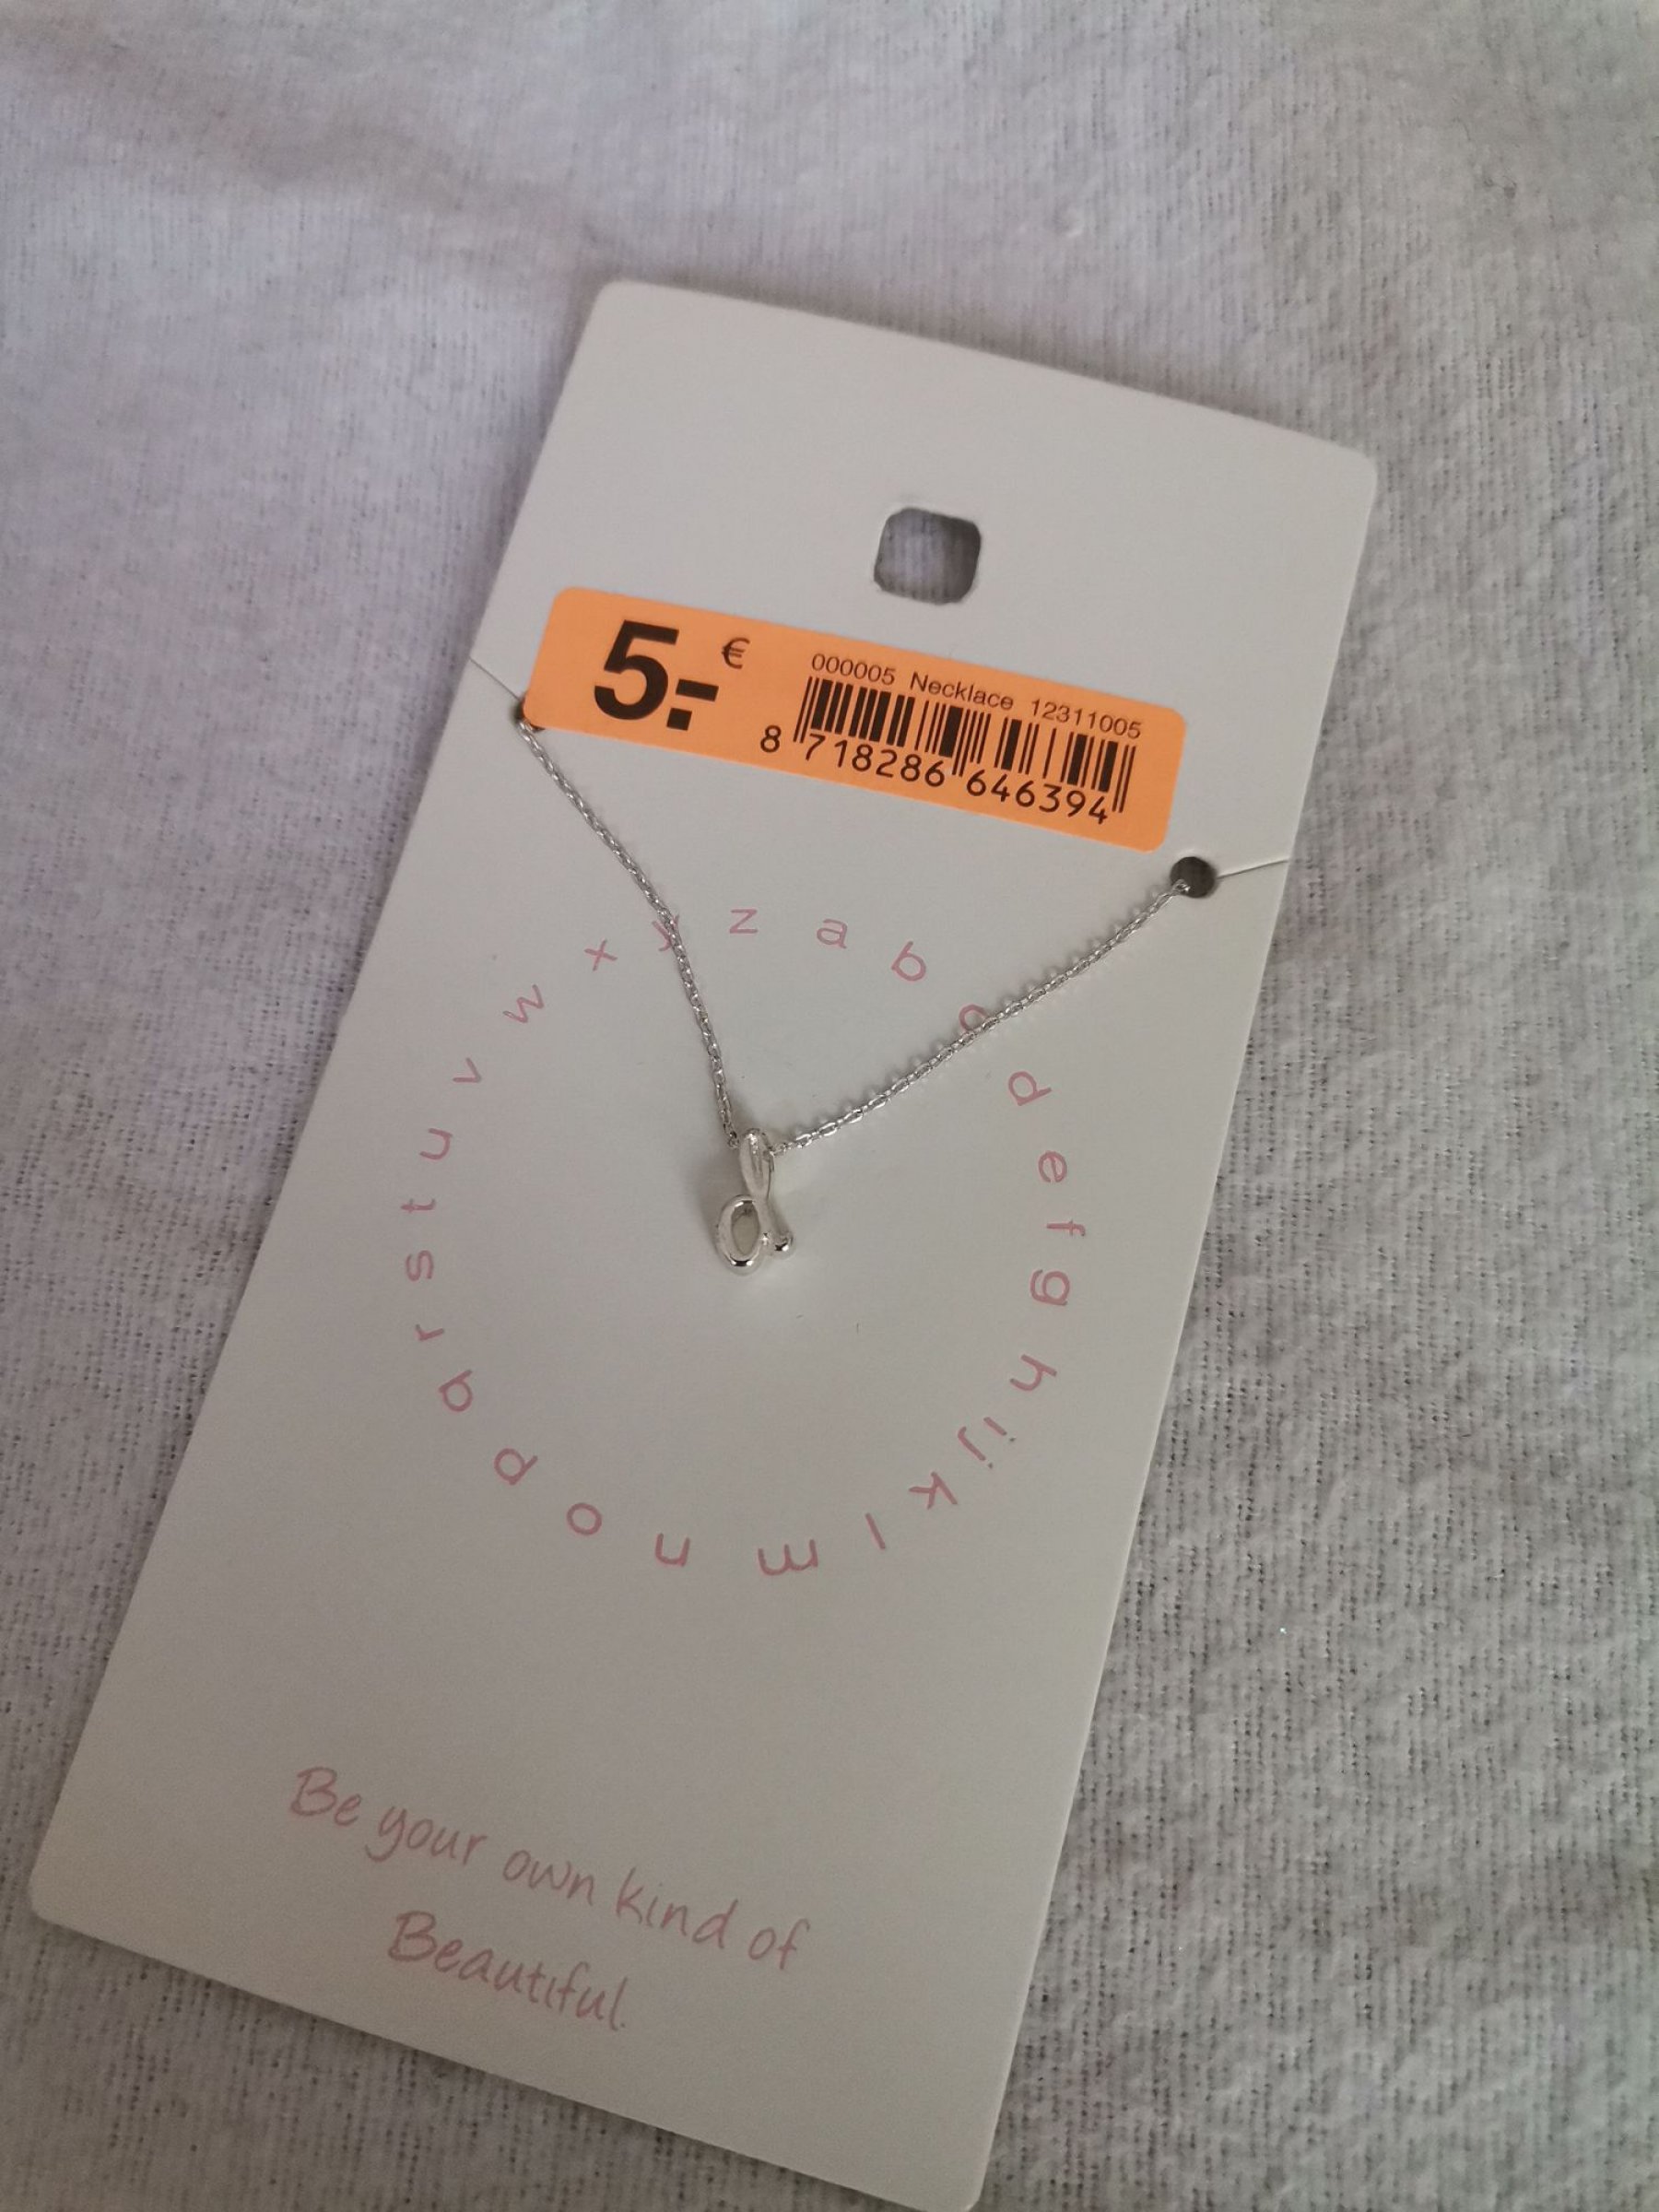 5.- €
000005 Necklace 12311005
8 718286 646394
a b c d e f g h i j k l m n o p q r s t u v w x y z
Be your own kind of
Beautiful.